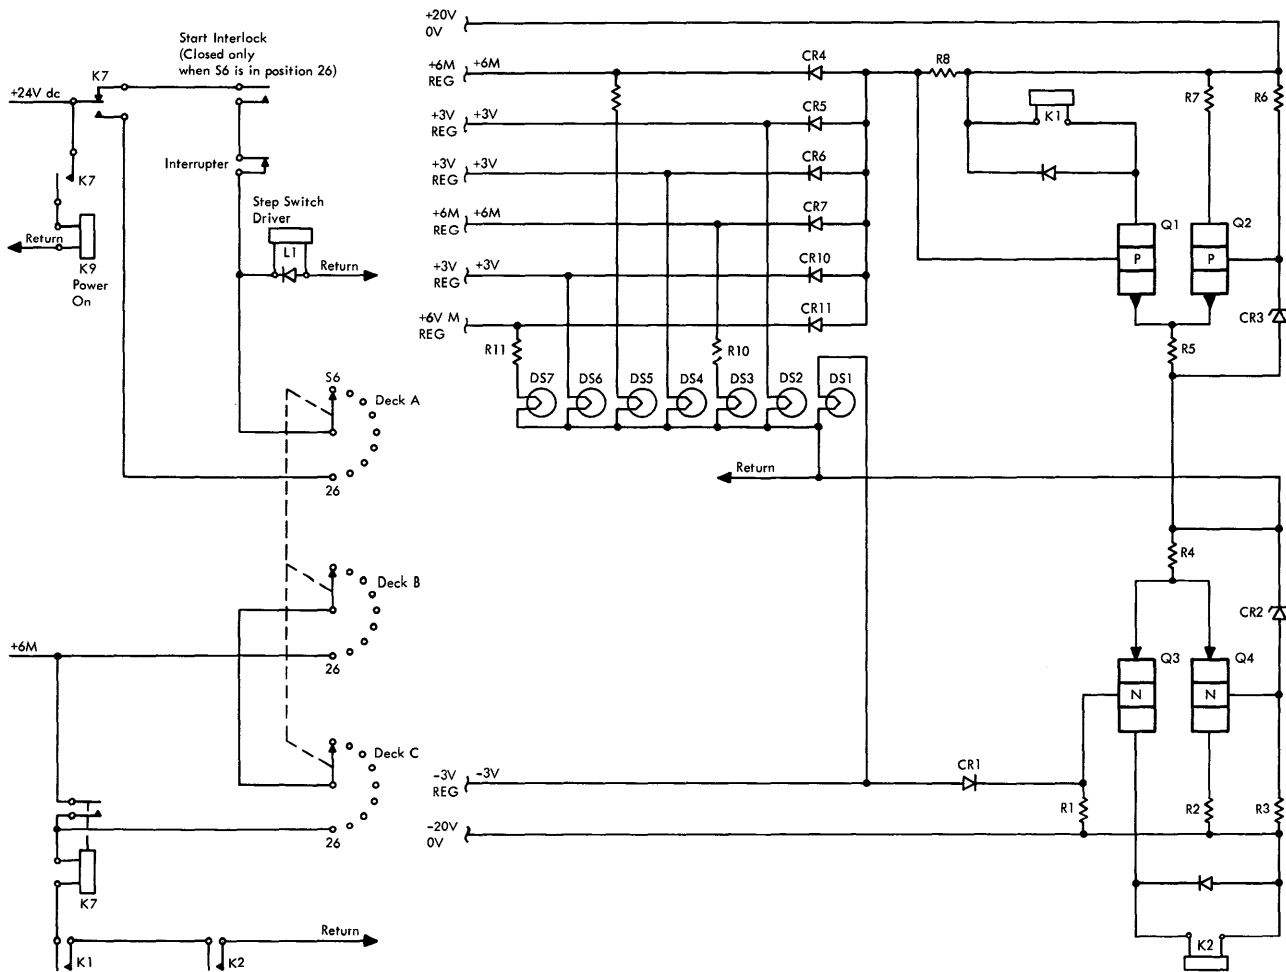 Start Interlock
(Closed only
when S6 is in position 26)
K7
+24V dc
Interrupter
K7
Step Switch
Driver
L1
Return
Return
K9
Power
On
S6
Deck A
26
Deck B
+6M
26
Deck C
26
K7
K1
K2
Return
+20V
0V
+6M
REG
+6M
CR4
R8
+3V
REG
+3V
CR5
K1
R7
R6
+3V
REG
+3V
CR6
+6M
REG
+6M
CR7
Q1
Q2
P
P
+3V
REG
+3V
CR10
+6V M
REG
CR11
CR3
R11
R10
R5
DS7
DS6
DS5
DS4
DS3
DS2
DS1
Return
R4
CR2
Q3
Q4
N
N
-3V
REG
-3V
CR1
R1
R2
R3
-20V
0V
K2